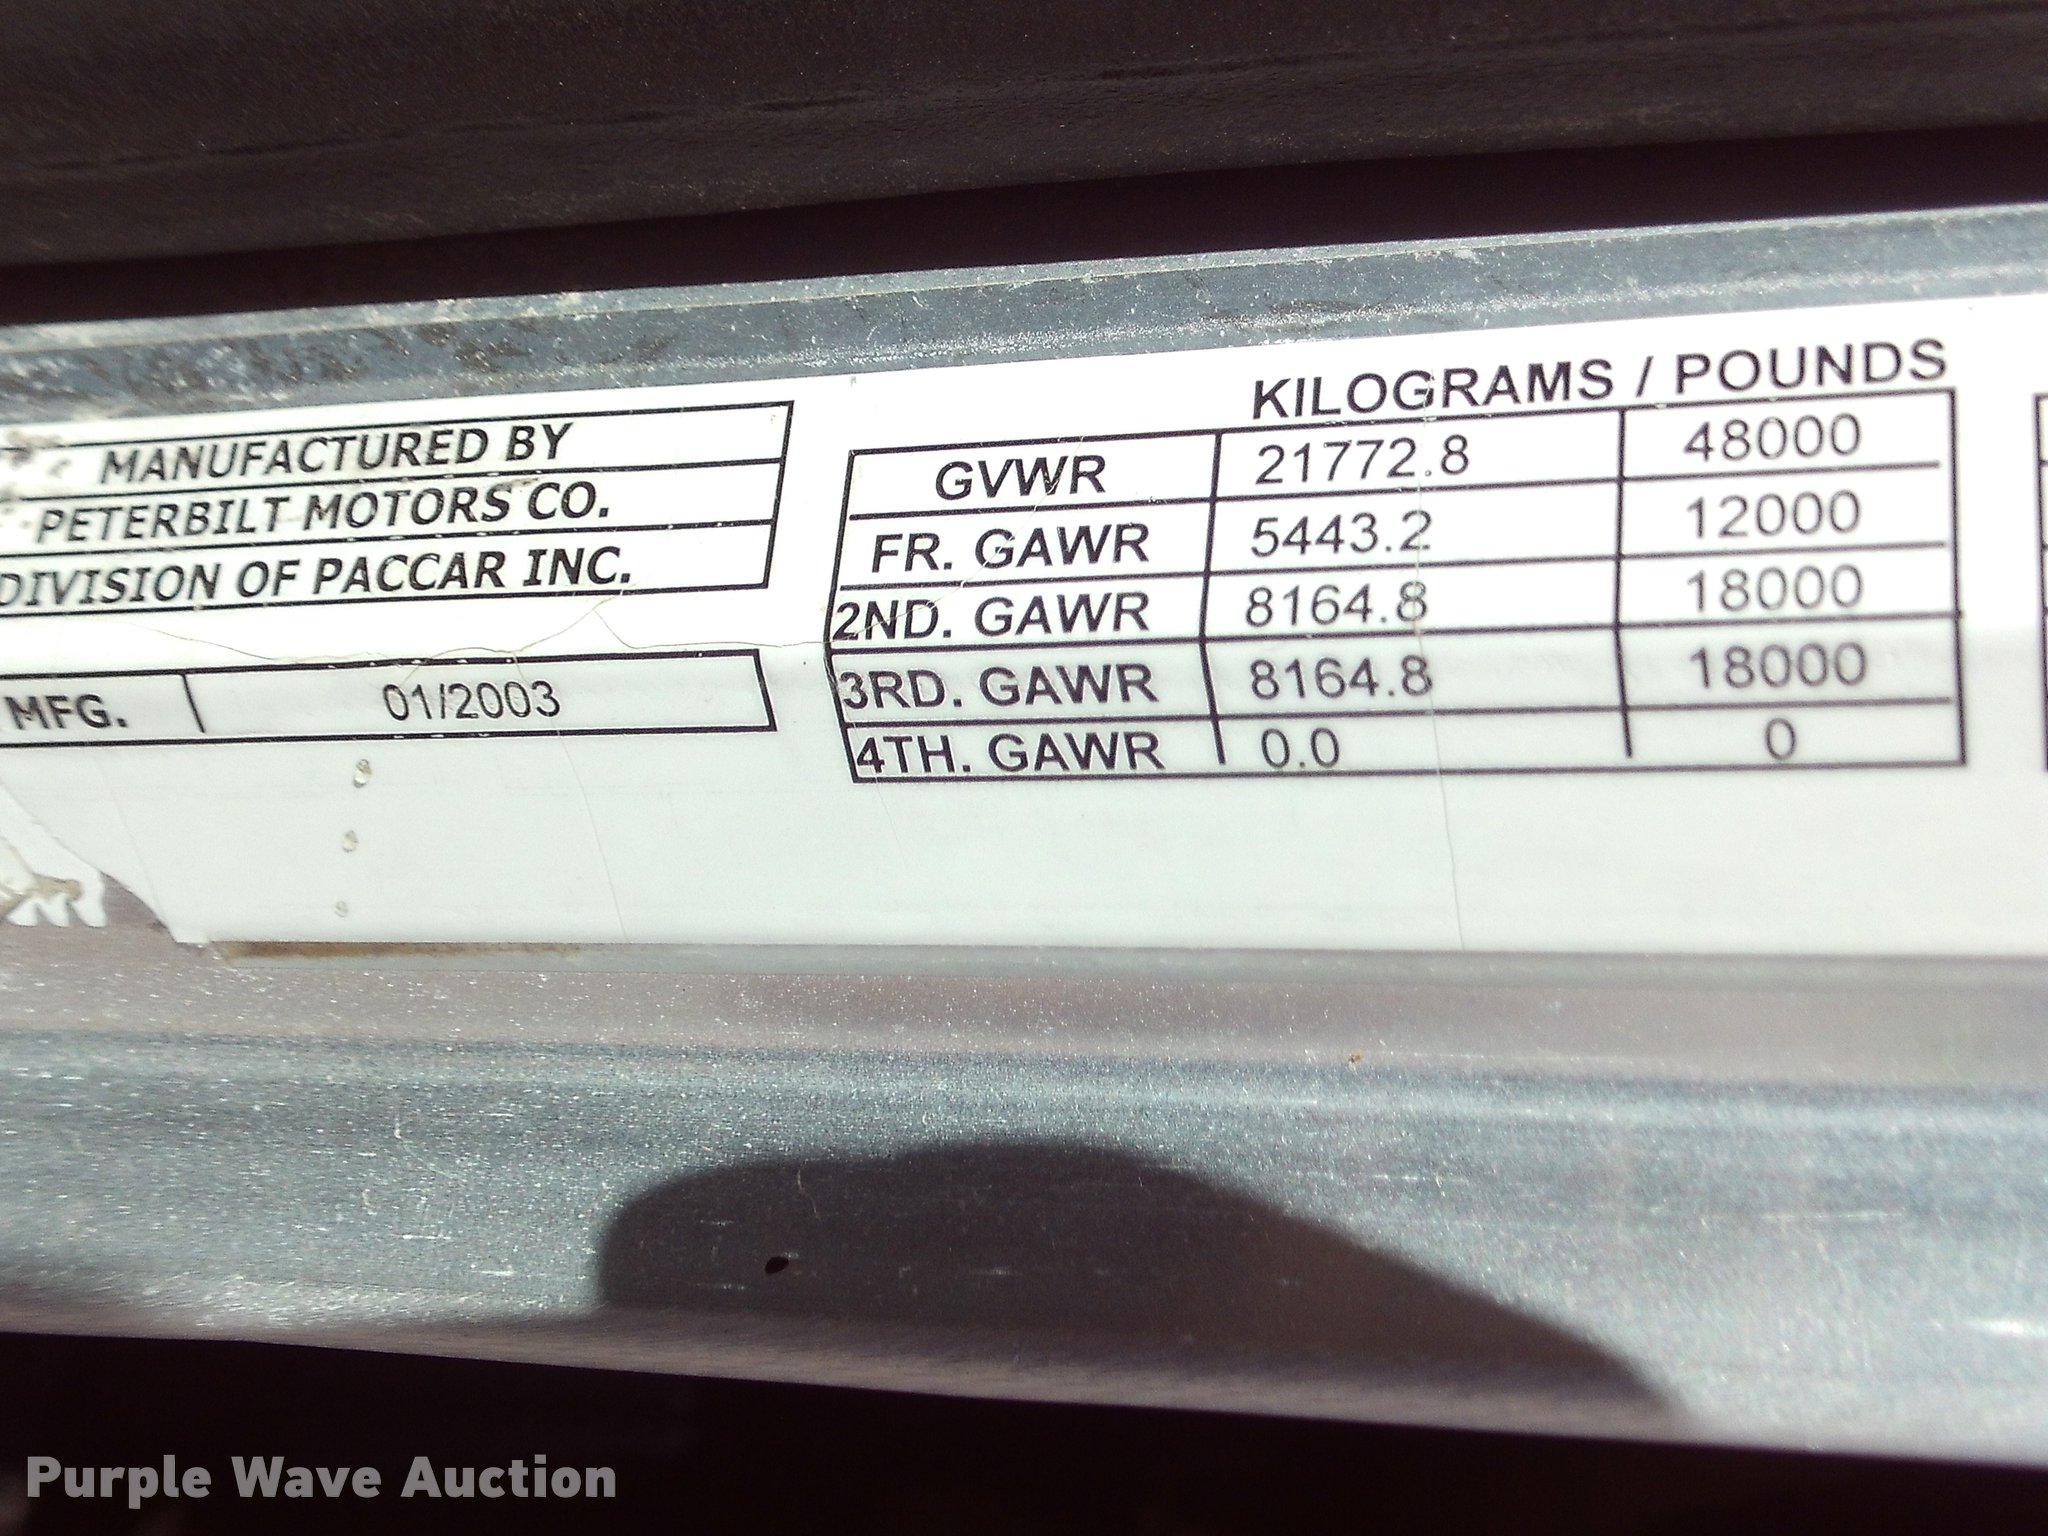 MANUFACTURED BY
PETERBILT MOTORS CO.
DIVISION OF PACCAR INC.
MFG. 01/2003
KILOGRAMS / POUNDS
GVWR 21772.8 48000
FR. GAWR 5443.2 12000
2ND. GAWR 8164.8 18000
3RD. GAWR 8164.8 18000
4TH. GAWR 0.0 0
Purple Wave Auction